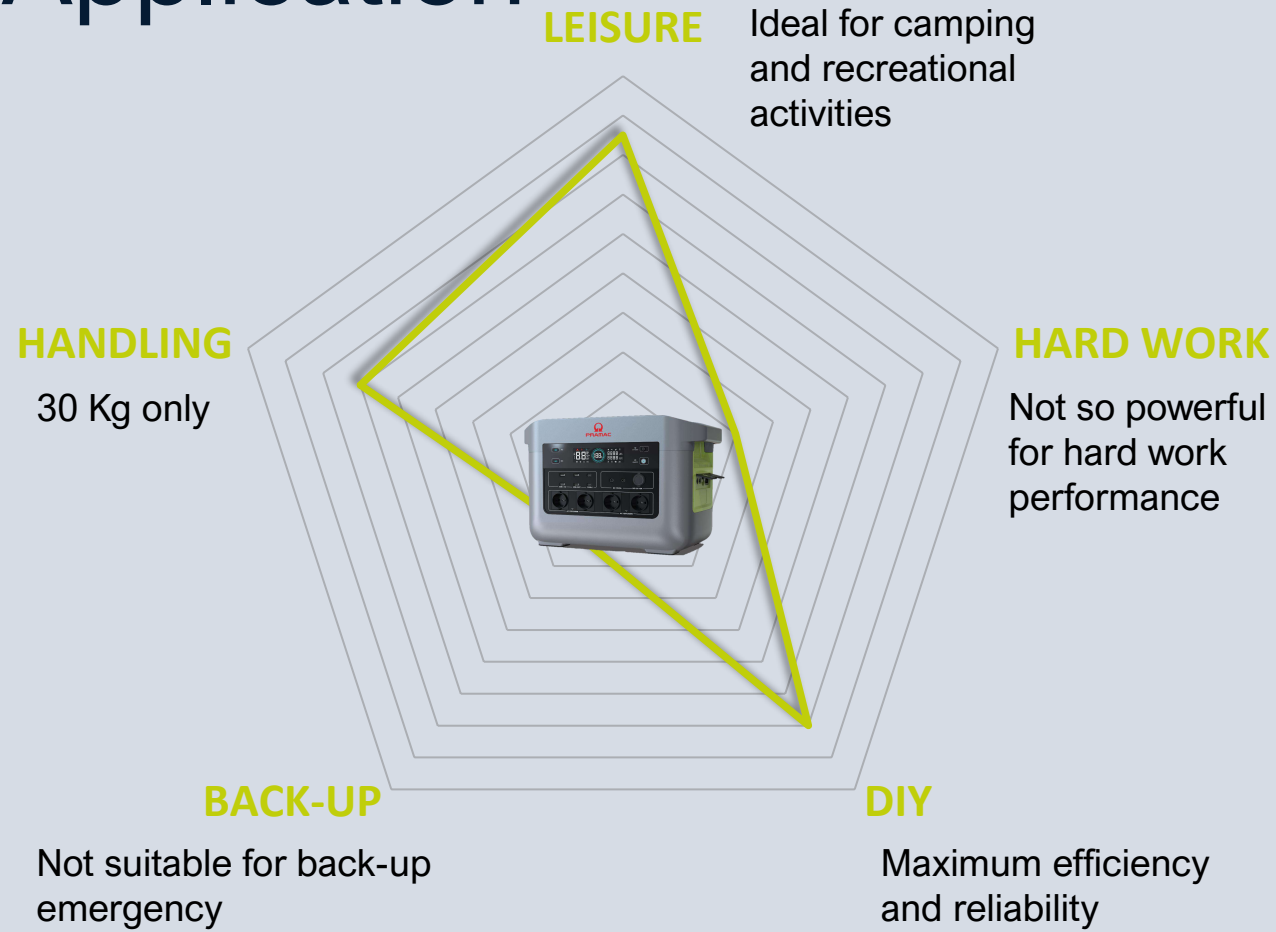 Application
LEISURE
Ideal for camping
and recreational
activities
HANDLING
30 Kg only
HARD WORK
Not so powerful
for hard work
performance
PRAMAC
BACK-UP
Not suitable for back-up
emergency
DIY
Maximum efficiency
and reliability